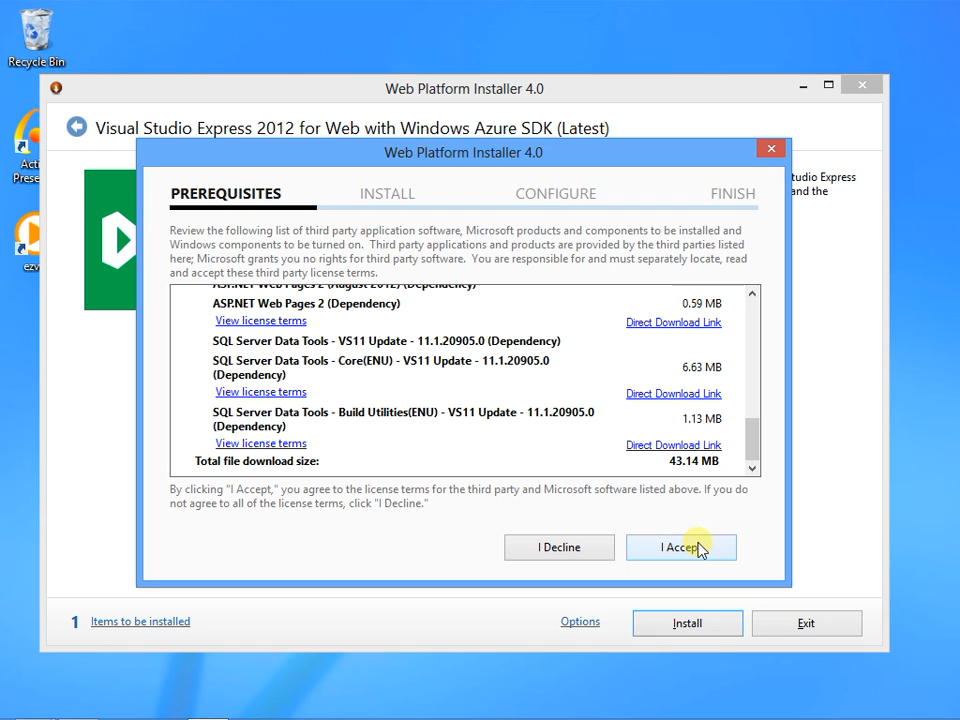 Recycle Bin
Web Platform Installer 4.0
Visual Studio Express 2012 for Web with Windows Azure SDK (Latest)
Acti
Prese
ezv
tudio Express
and the
Web Platform Installer 4.0
PREREQUISITES INSTALL CONFIGURE FINISH
Review the following list of third party application software, Microsoft products and components to be installed and
Windows components to be turned on. Third party applications and products are provided by the third parties listed
here; Microsoft grants you no rights for third party software. You are responsible for and must separately locate, read
and accept these third party license terms.
ASP.NET Web Pages 2 (August 2012) (Dependency)
ASP.NET Web Pages 2 (Dependency) 0.59 MB
View license terms Direct Download Link
SQL Server Data Tools - VS11 Update - 11.1.20905.0 (Dependency)
SQL Server Data Tools - Core(ENU) - VS11 Update - 11.1.20905.0
(Dependency) 6.63 MB
View license terms Direct Download Link
SQL Server Data Tools - Build Utilities(ENU) - VS11 Update - 11.1.20905.0
(Dependency) 1.13 MB
View license terms Direct Download Link
Total file download size: 43.14 MB
By clicking "I Accept," you agree to the license terms for the third party and Microsoft software listed above. If you do
not agree to all of the license terms, click "I Decline."
I Decline I Accept
1 Items to be installed Options Install Exit